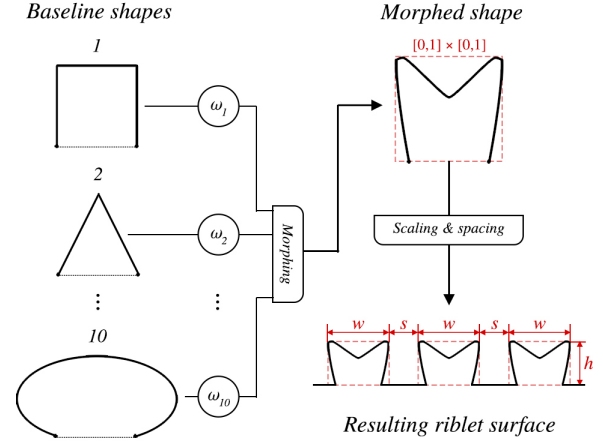 Baseline shapes
1
ω1
2
ω2
⋮
⋮
10
ω10
Morphing
Morphed shape
[0,1] × [0,1]
Scaling & spacing
w s w s w
h
Resulting riblet surface